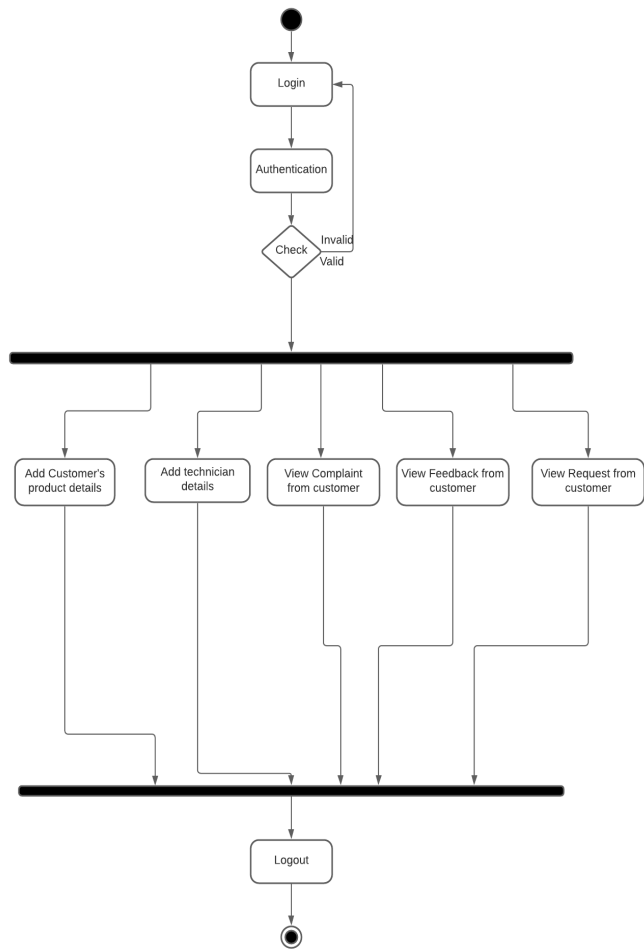 Login
Authentication
Check
Invalid
Valid
Add Customer's
product details
Add technician
details
View Complaint
from customer
View Feedback from
customer
View Request from
customer
Logout